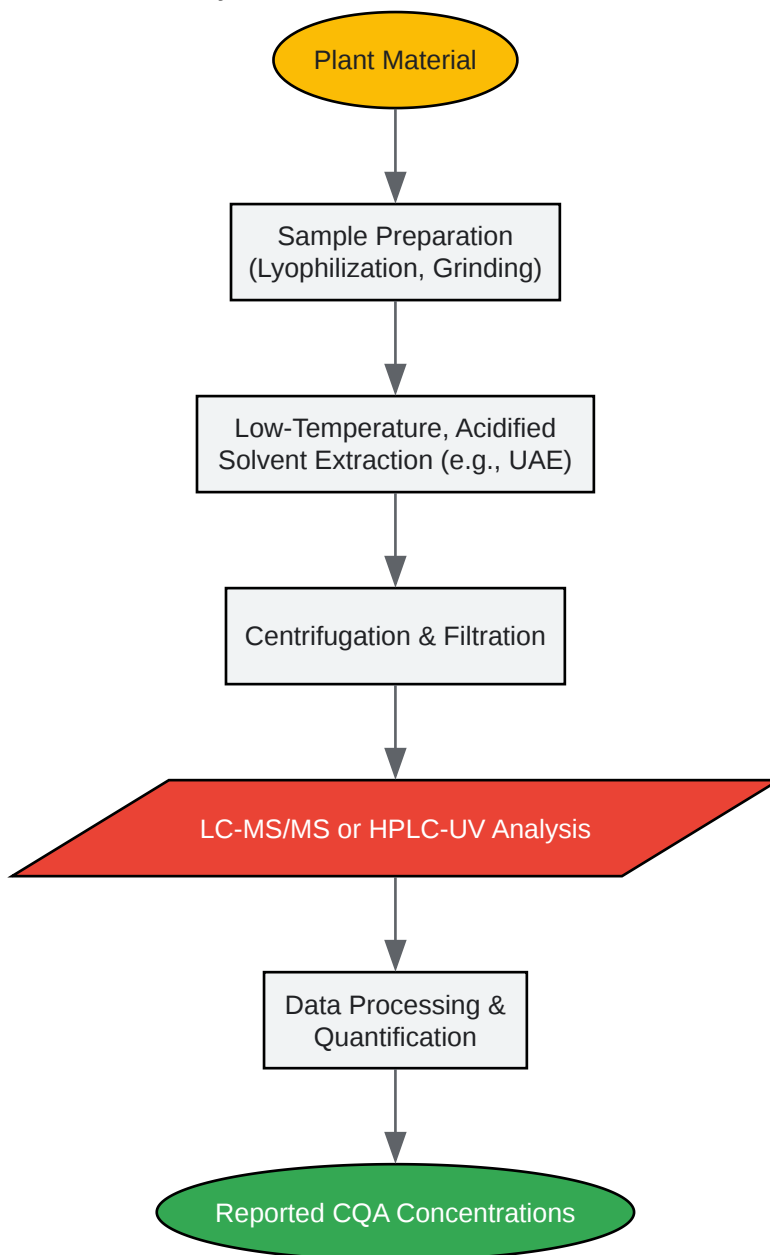 Plant Material
Sample Preparation
(Lyophilization, Grinding)
Low-Temperature, Acidified
Solvent Extraction (e.g., UAE)
Centrifugation & Filtration
LC-MS/MS or HPLC-UV Analysis
Data Processing &
Quantification
Reported CQA Concentrations